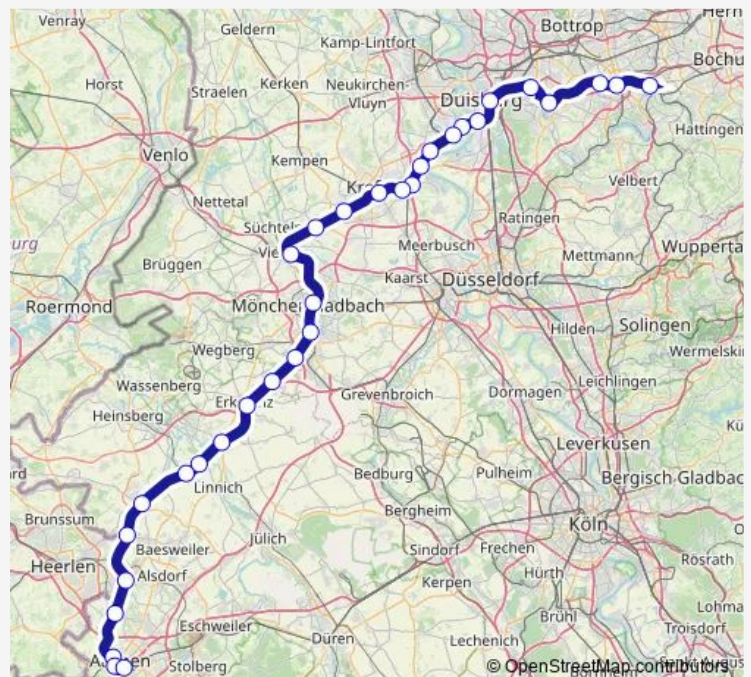 Venray
Geldern
Bottrop
Kamp-Lintfort
Horst
Straelen
Kerken
Neukirchen-
Vluyn
Bochu
Hattingen
Venlo
Kempen
Velbert
Nettetal
Ratingen
Süchtel
Meerbusch
Wupperta
Mettmann
Brüggen
Kaarst
Düsseldorf
Roermond
Hilden
Solingen
Wegberg
Wermelski
Wassenberg
Leichlingen
Grevenbroich
Dormagen
Heinsberg
Leverkusen
Bedburg
Pulheim
Bergisch Gladbac
Linnich
Brunssum
Bergheim
Köln
Jülich
Baesweiler
Sindorf
Frechen
Heerlen
Rösrath
Alsdorf
Kerpen
Hürth
Lohma
Eschweiler
Brühl
Troisdorf
Düren
Lechenich
Stolberg
© OpenStreetMap contributors